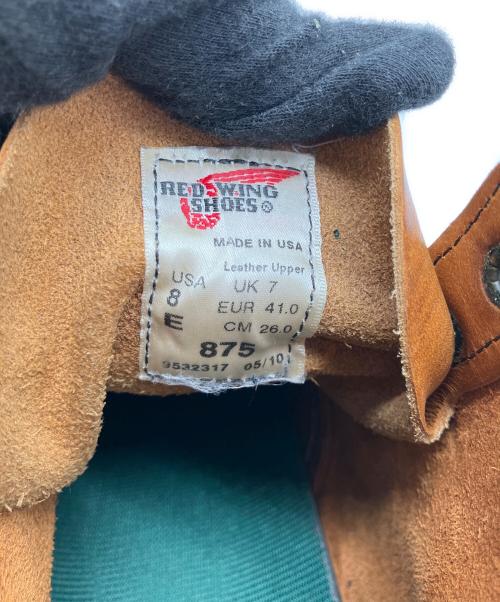 RED WING
SHOES ®
MADE IN USA
Leather Upper
USA UK 7
8 EUR 41.0
E CM 26.0
875
9532317 05/10